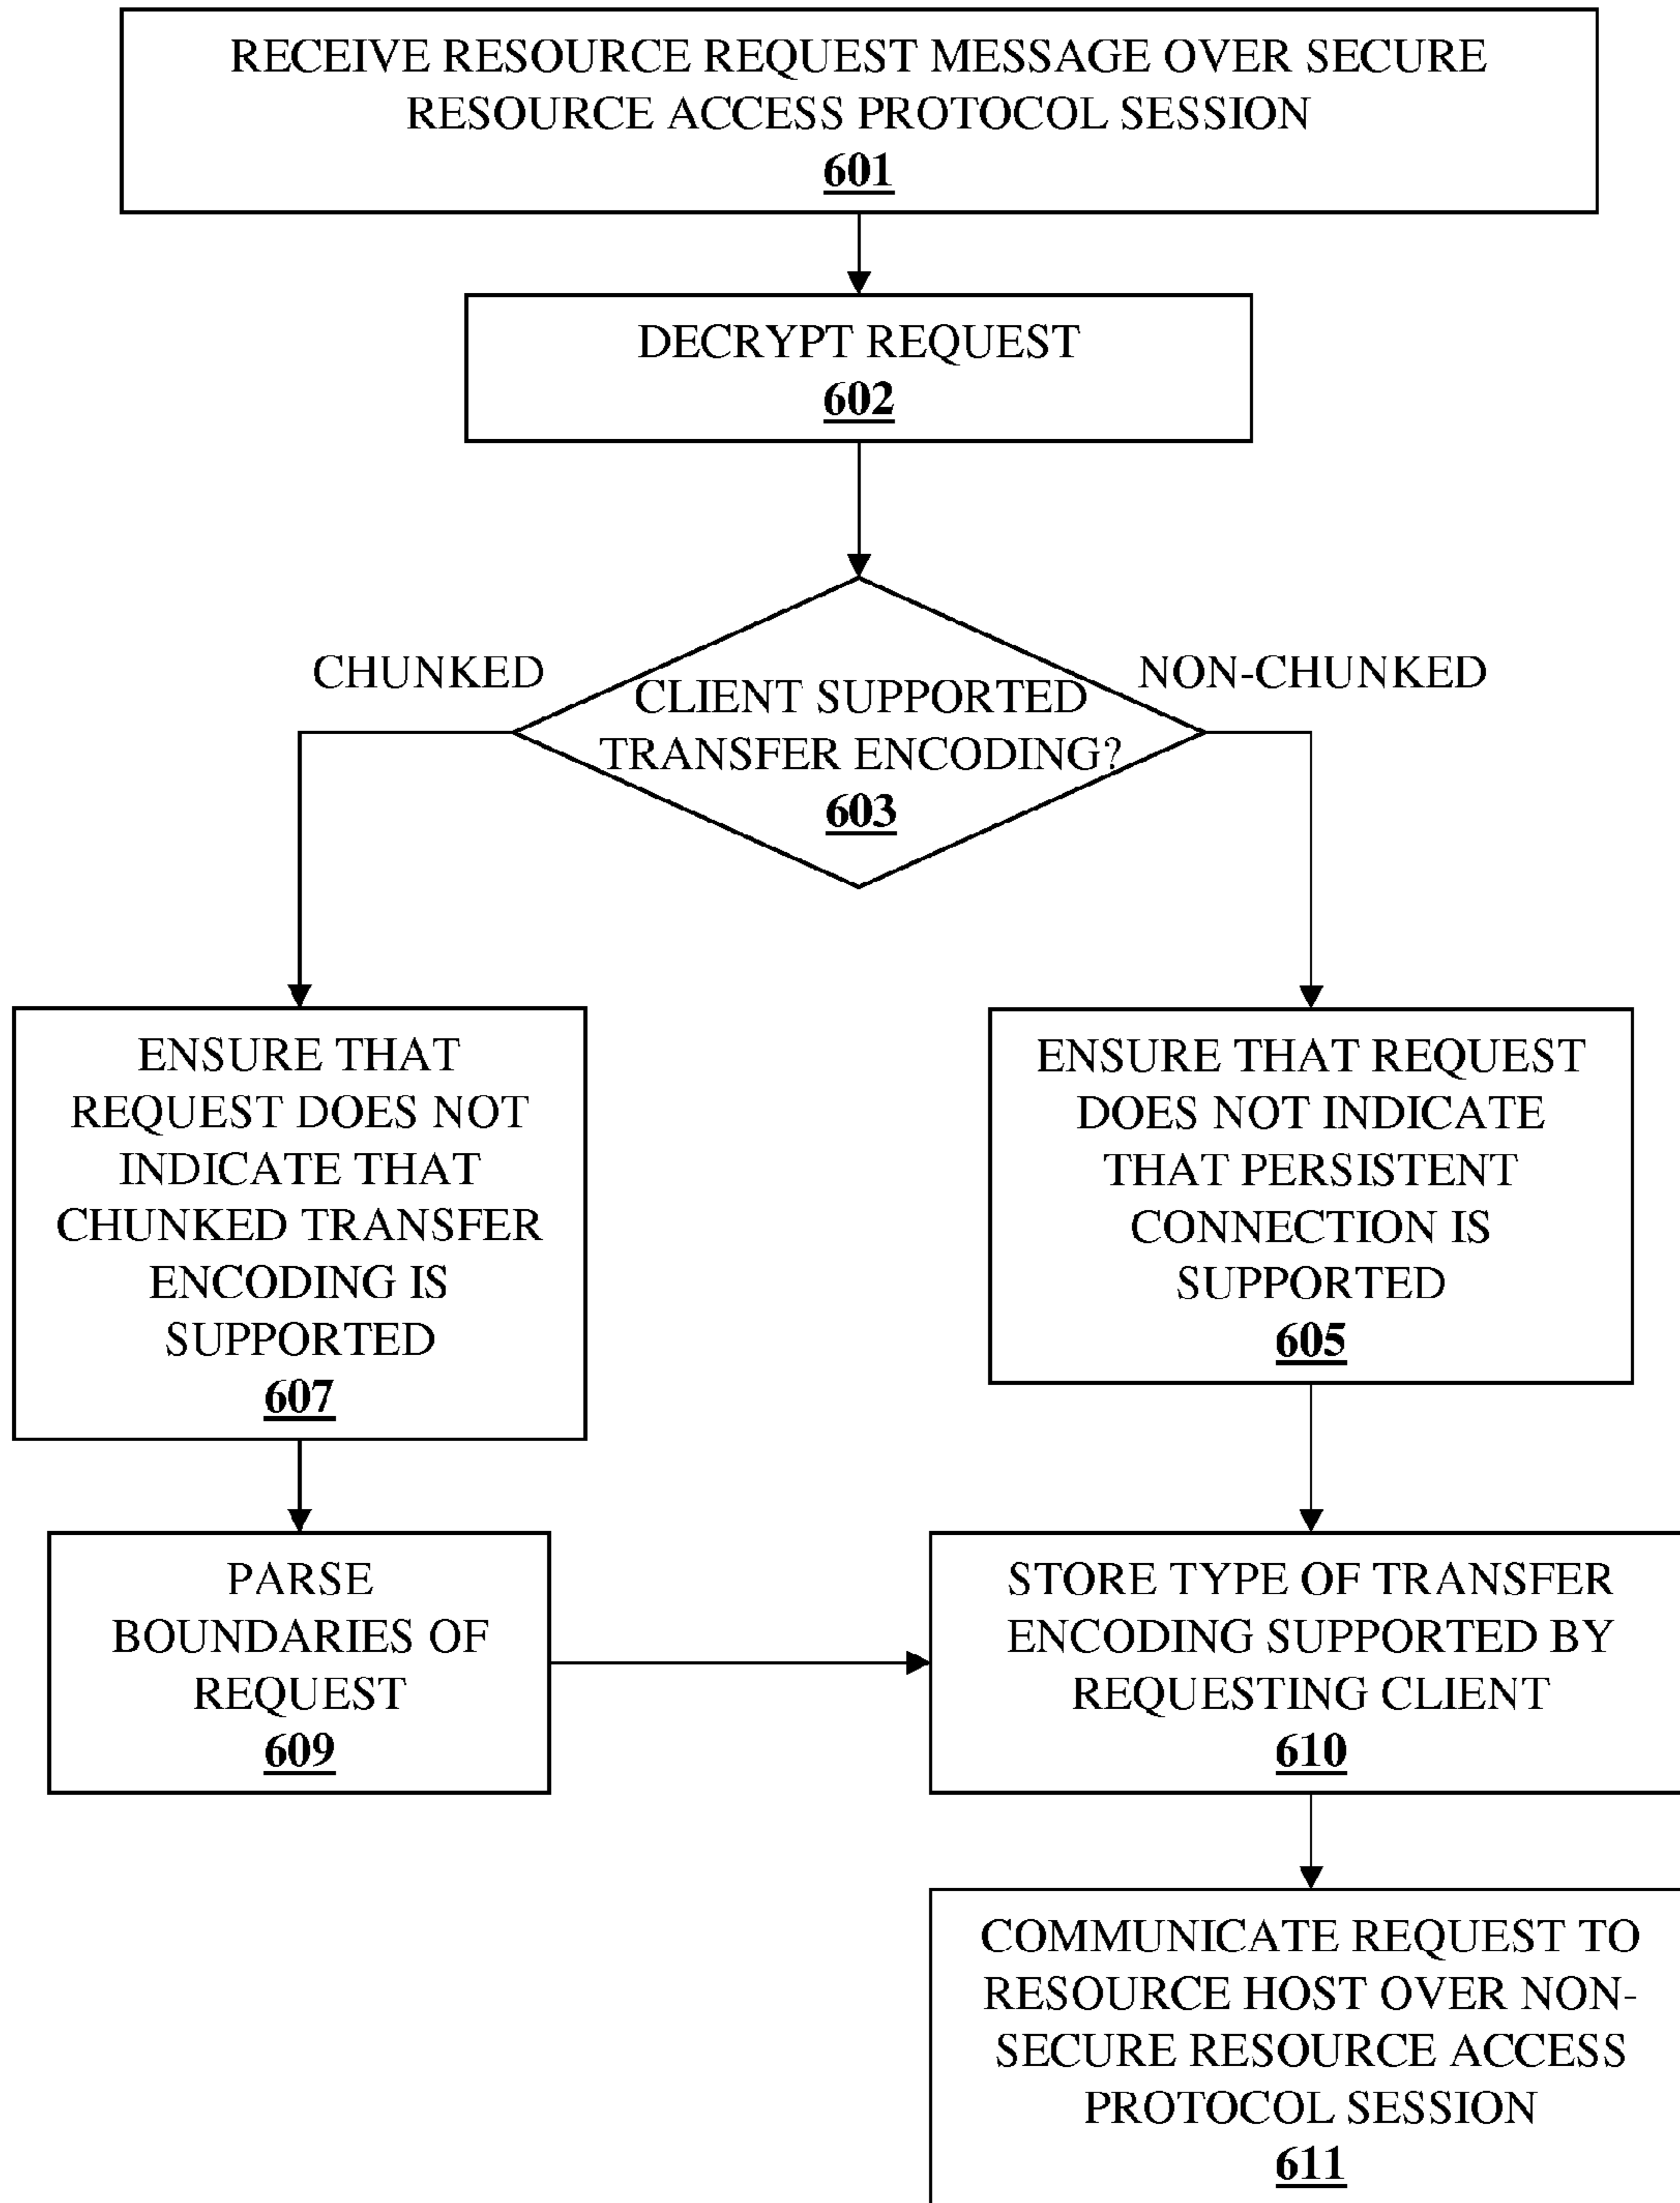 RECEIVE RESOURCE REQUEST MESSAGE OVER SECURE
RESOURCE ACCESS PROTOCOL SESSION
601
DECRYPT REQUEST
602
CHUNKED
NON-CHUNKED
CLIENT SUPPORTED
TRANSFER ENCODING?
603
ENSURE THAT
REQUEST DOES NOT
INDICATE THAT
CHUNKED TRANSFER
ENCODING IS
SUPPORTED
607
ENSURE THAT REQUEST
DOES NOT INDICATE
THAT PERSISTENT
CONNECTION IS
SUPPORTED
605
PARSE
BOUNDARIES OF
REQUEST
609
STORE TYPE OF TRANSFER
ENCODING SUPPORTED BY
REQUESTING CLIENT
610
COMMUNICATE REQUEST TO
RESOURCE HOST OVER NON-
SECURE RESOURCE ACCESS
PROTOCOL SESSION
611